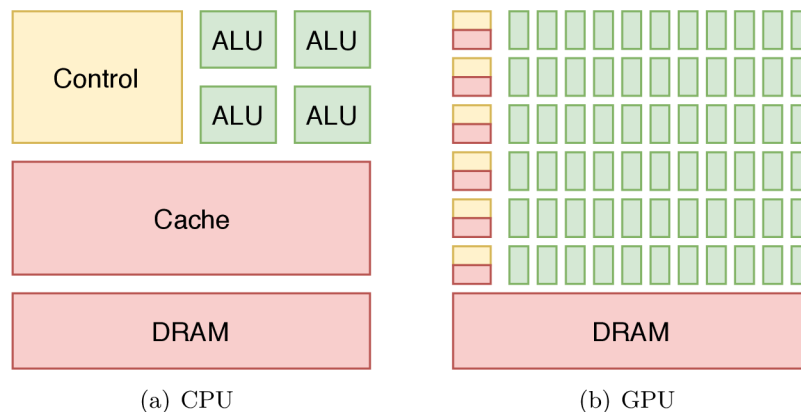 Control
ALU ALU
ALU ALU
Cache
DRAM
DRAM
(a) CPU
(b) GPU